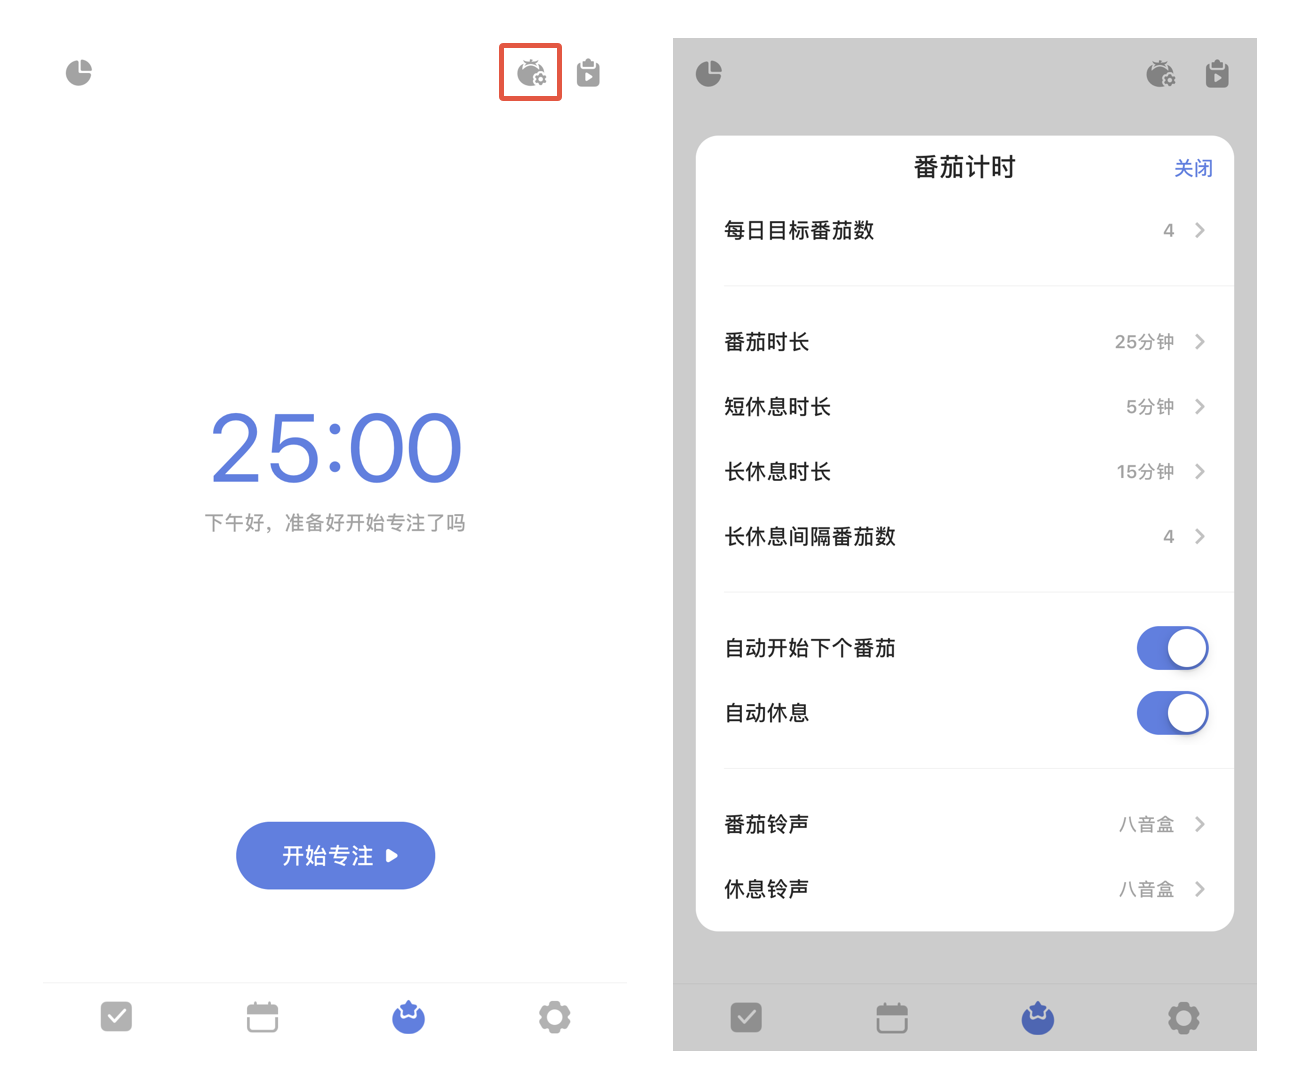 25:00
下午好，准备好开始专注了吗
开始专注
番茄计时
关闭
每日目标番茄数 4
番茄时长 25分钟
短休息时长 5分钟
长休息时长 15分钟
长休息间隔番茄数 4
自动开始下个番茄
自动休息
番茄铃声 八音盒
休息铃声 八音盒